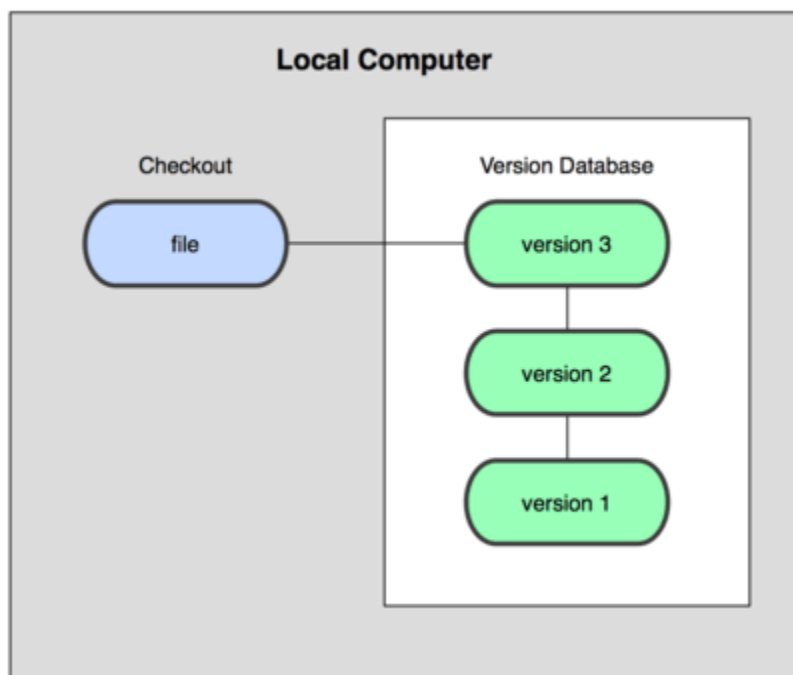 Local Computer
Checkout
Version Database
file
version 3
version 2
version 1